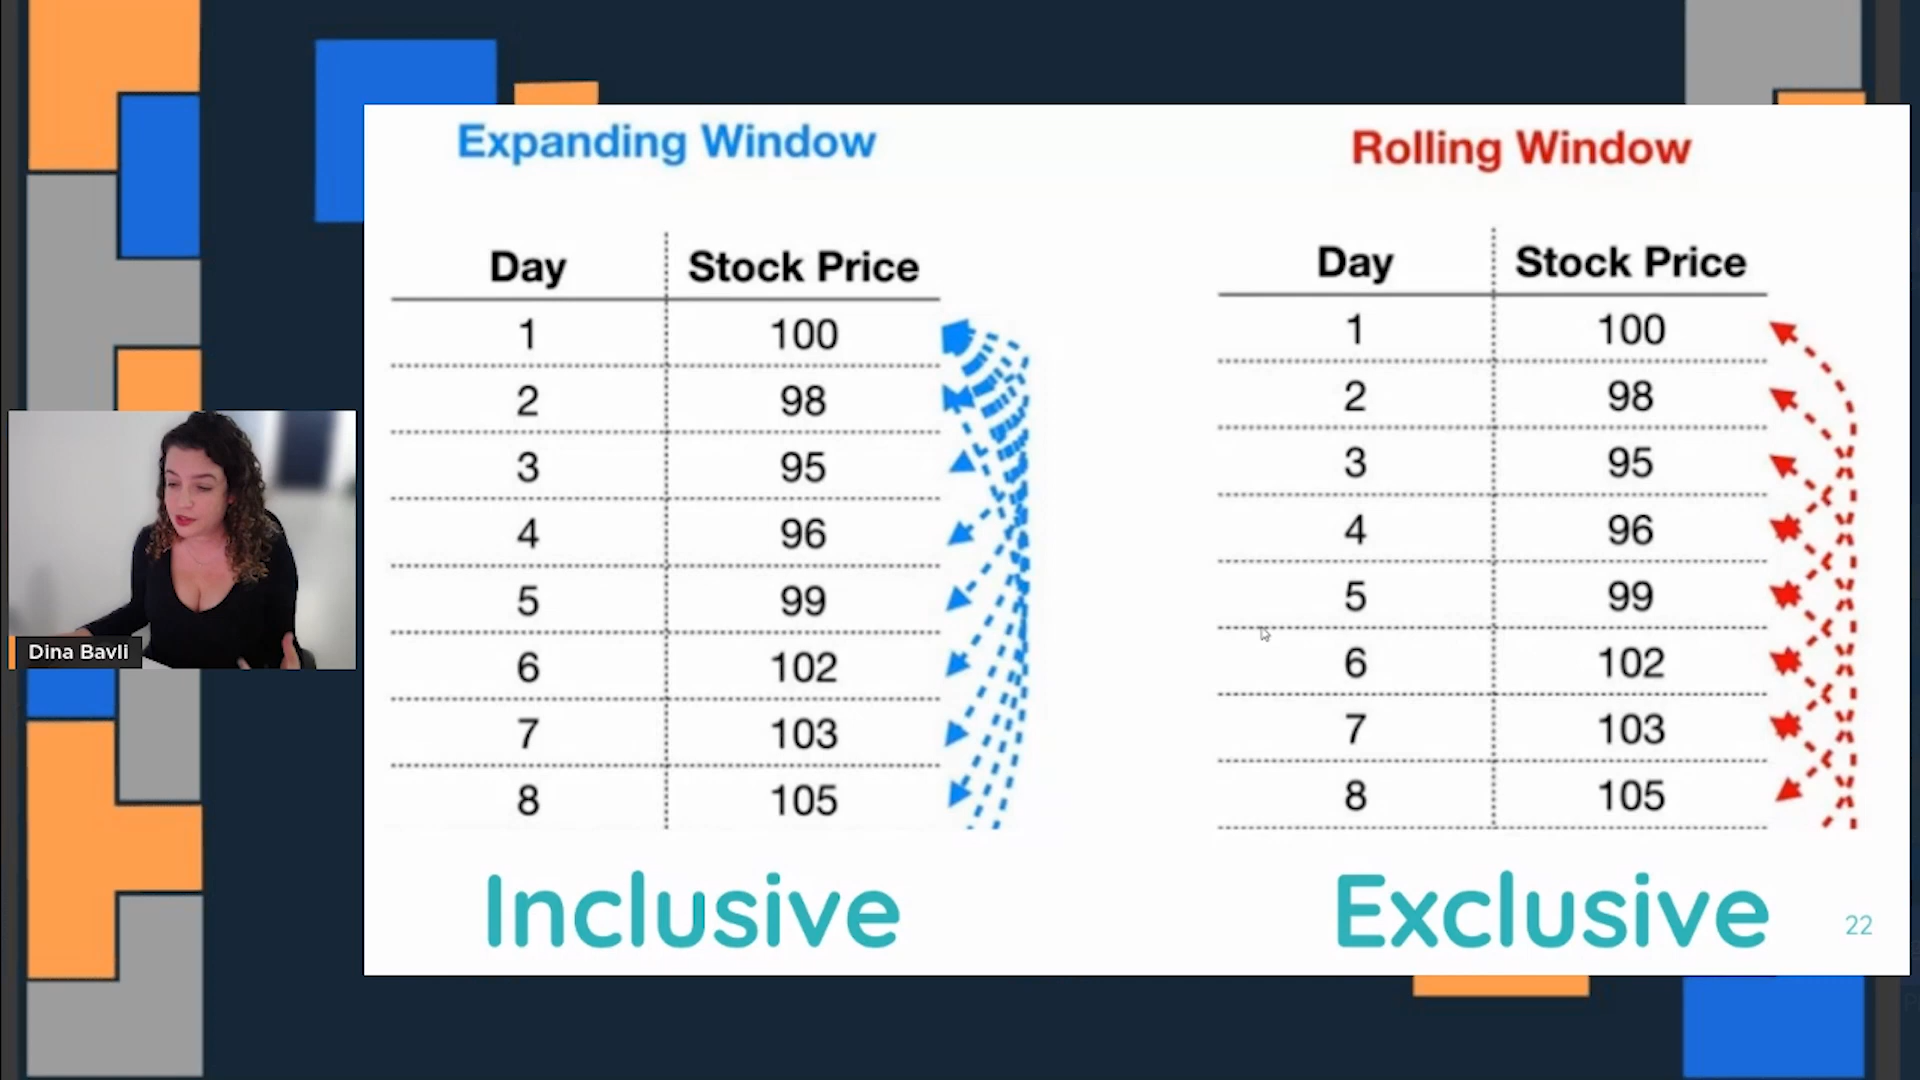 Expanding Window
Day Stock Price
1 100
2 98
3 95
4 96
5 99
6 102
7 103
8 105
Inclusive
Rolling Window
Day Stock Price
1 100
2 98
3 95
4 96
5 99
6 102
7 103
8 105
Exclusive
22
Dina Bavli